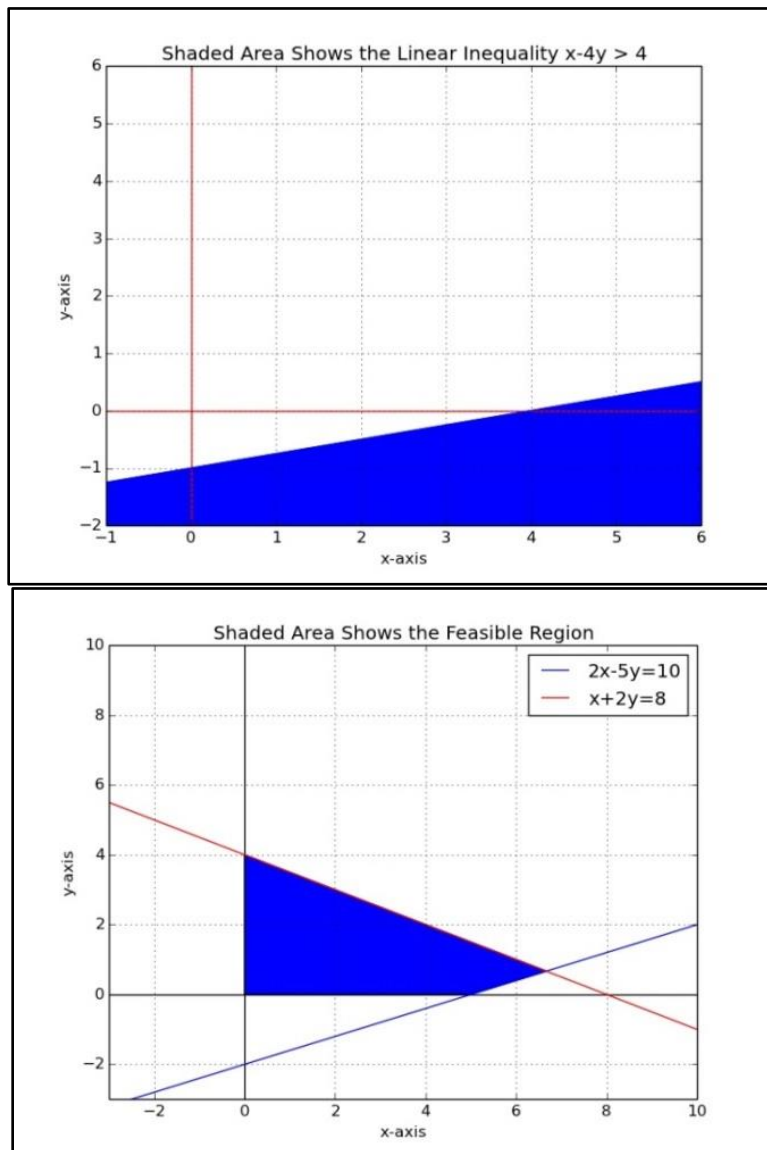 Shaded Area Shows the Linear Inequality x-4y > 4
6
5
4
3
2
1
0
−1
−2
y-axis
−1 0 1 2 3 4 5 6
x-axis
Shaded Area Shows the Feasible Region
2x-5y=10
x+2y=8
10
8
6
4
2
0
−2
y-axis
−2 0 2 4 6 8 10
x-axis